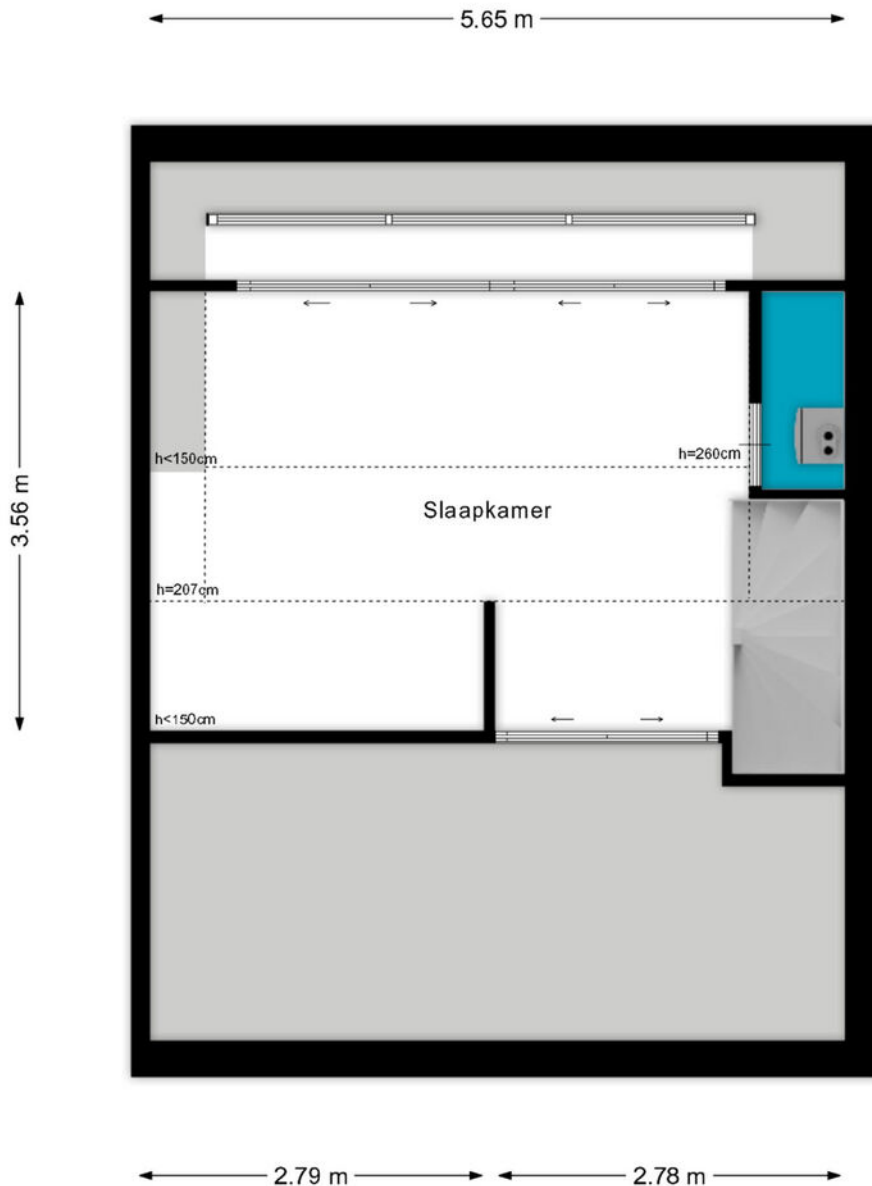 5.65 m
h<150cm
h=260cm
3.56 m
Slaapkamer
h=207cm
h<150cm
2.79 m
2.78 m